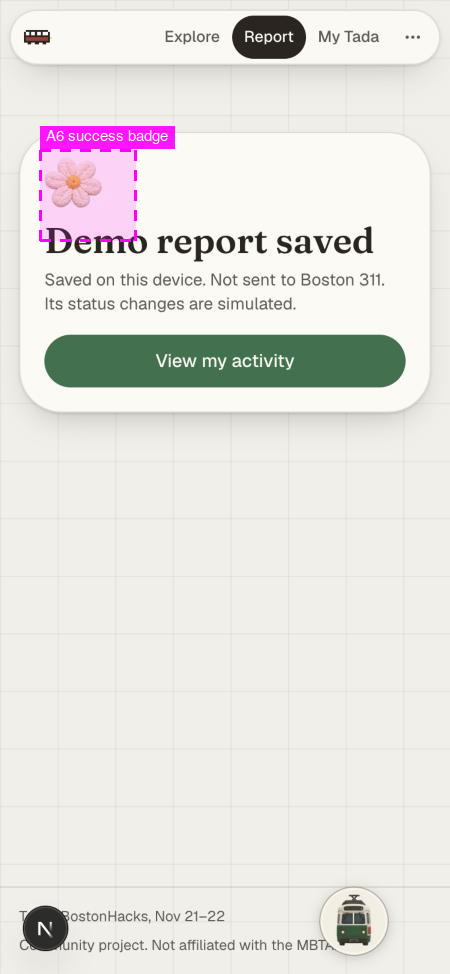 Explore
Report
My Tada
A6 success badge
Demo report saved
Saved on this device. Not sent to Boston 311.
Its status changes are simulated.
View my activity
BostonHacks, Nov 21–22
N
project. Not affiliated with the MBTA